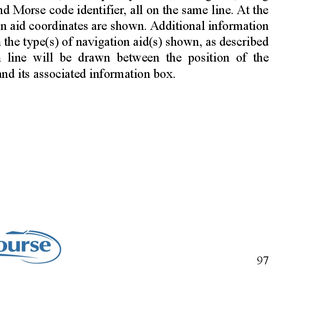 nd Morse code identifier, all on the same line. At the
n aid coordinates are shown. Additional information
the type(s) of navigation aid(s) shown, as described
line will be drawn between the position of the
and its associated information box.
ourse
97